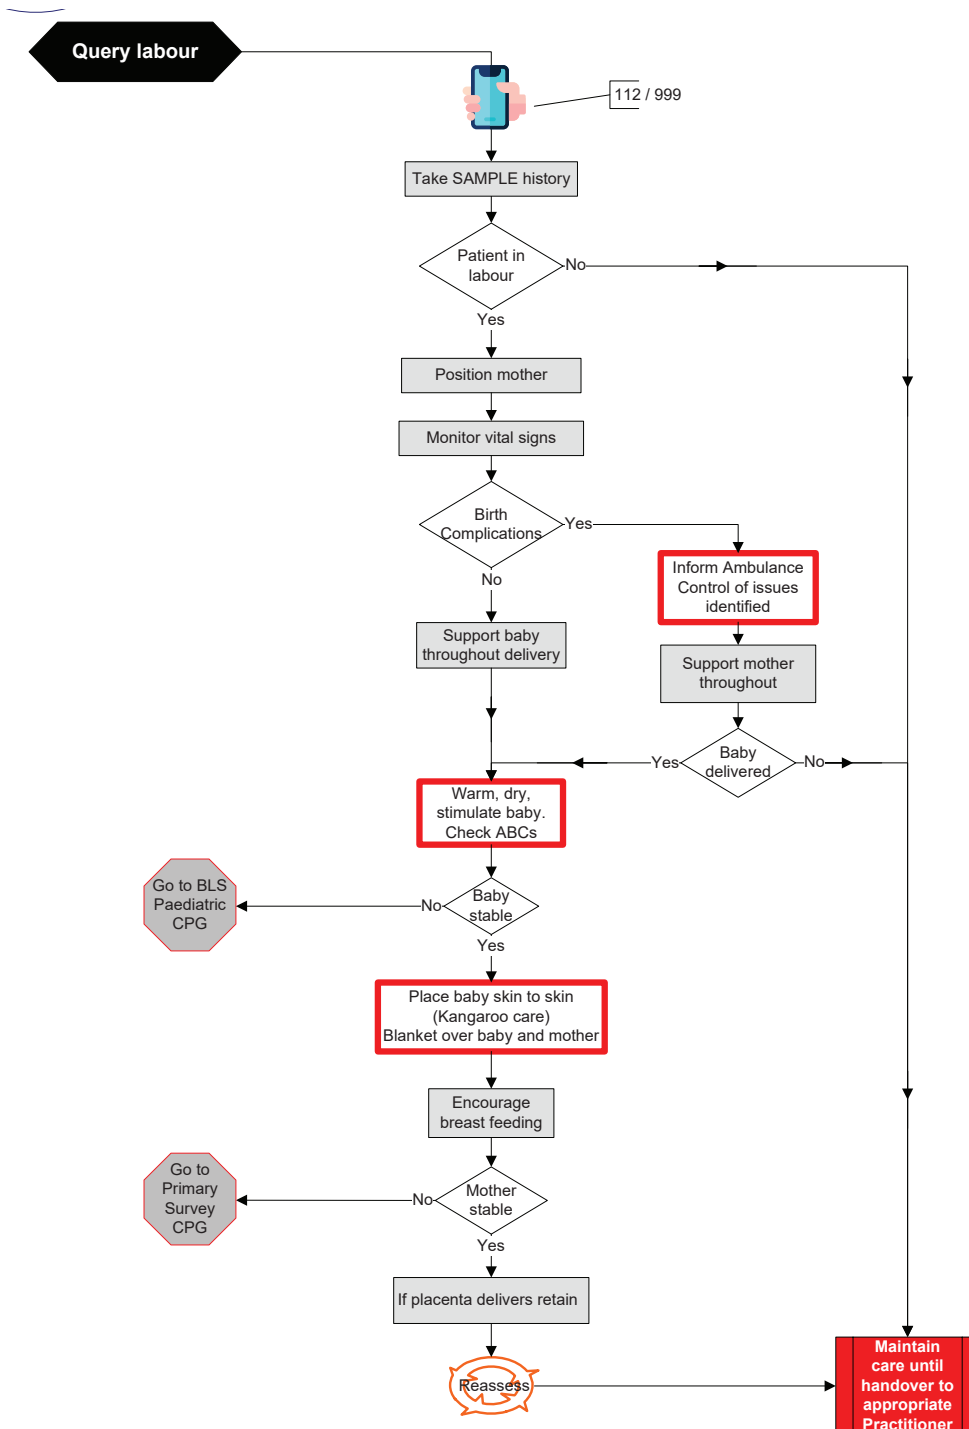 Query labour
112 / 999
Take SAMPLE history
Patient in
labour
No
Yes
Position mother
Monitor vital signs
Birth
Complications
Yes
No
Inform Ambulance
Control of issues
identified
Support baby
throughout delivery
Support mother
throughout
Baby
delivered
Yes
No
Warm, dry,
stimulate baby.
Check ABCs
Baby
stable
No
Go to BLS
Paediatric
CPG
Yes
Place baby skin to skin
(Kangaroo care)
Blanket over baby and mother
Encourage
breast feeding
Mother
stable
No
Go to
Primary
Survey
CPG
Yes
If placenta delivers retain
Reassess
Maintain
care until
handover to
appropriate
Practitioner